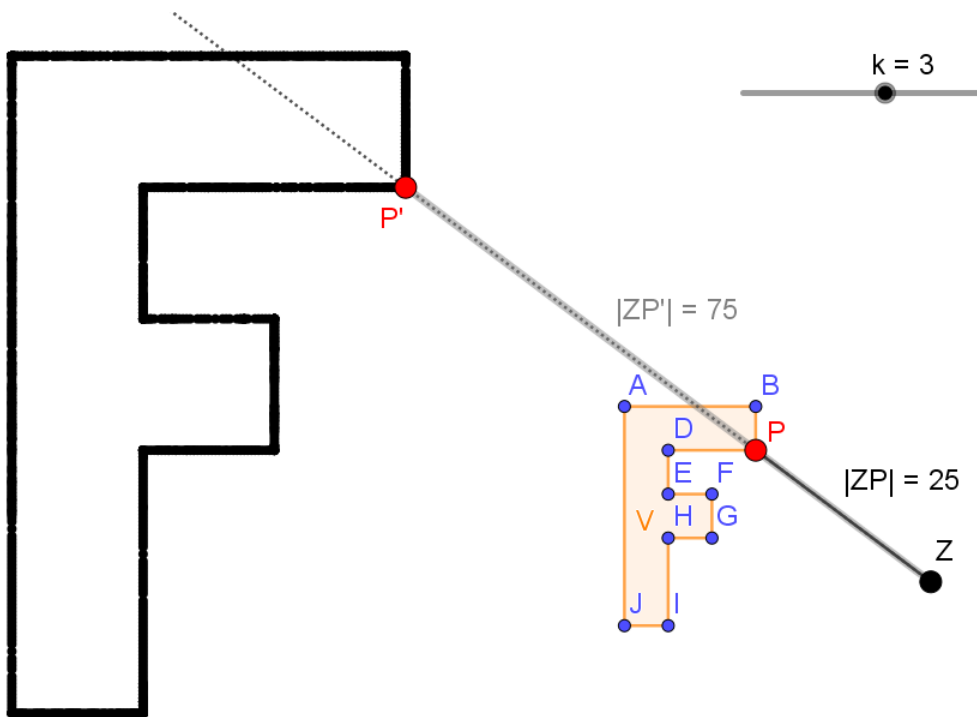 k = 3
P'
|ZP'| = 75
A B
D P
E F
|ZP| = 25
V H G
Z
J I